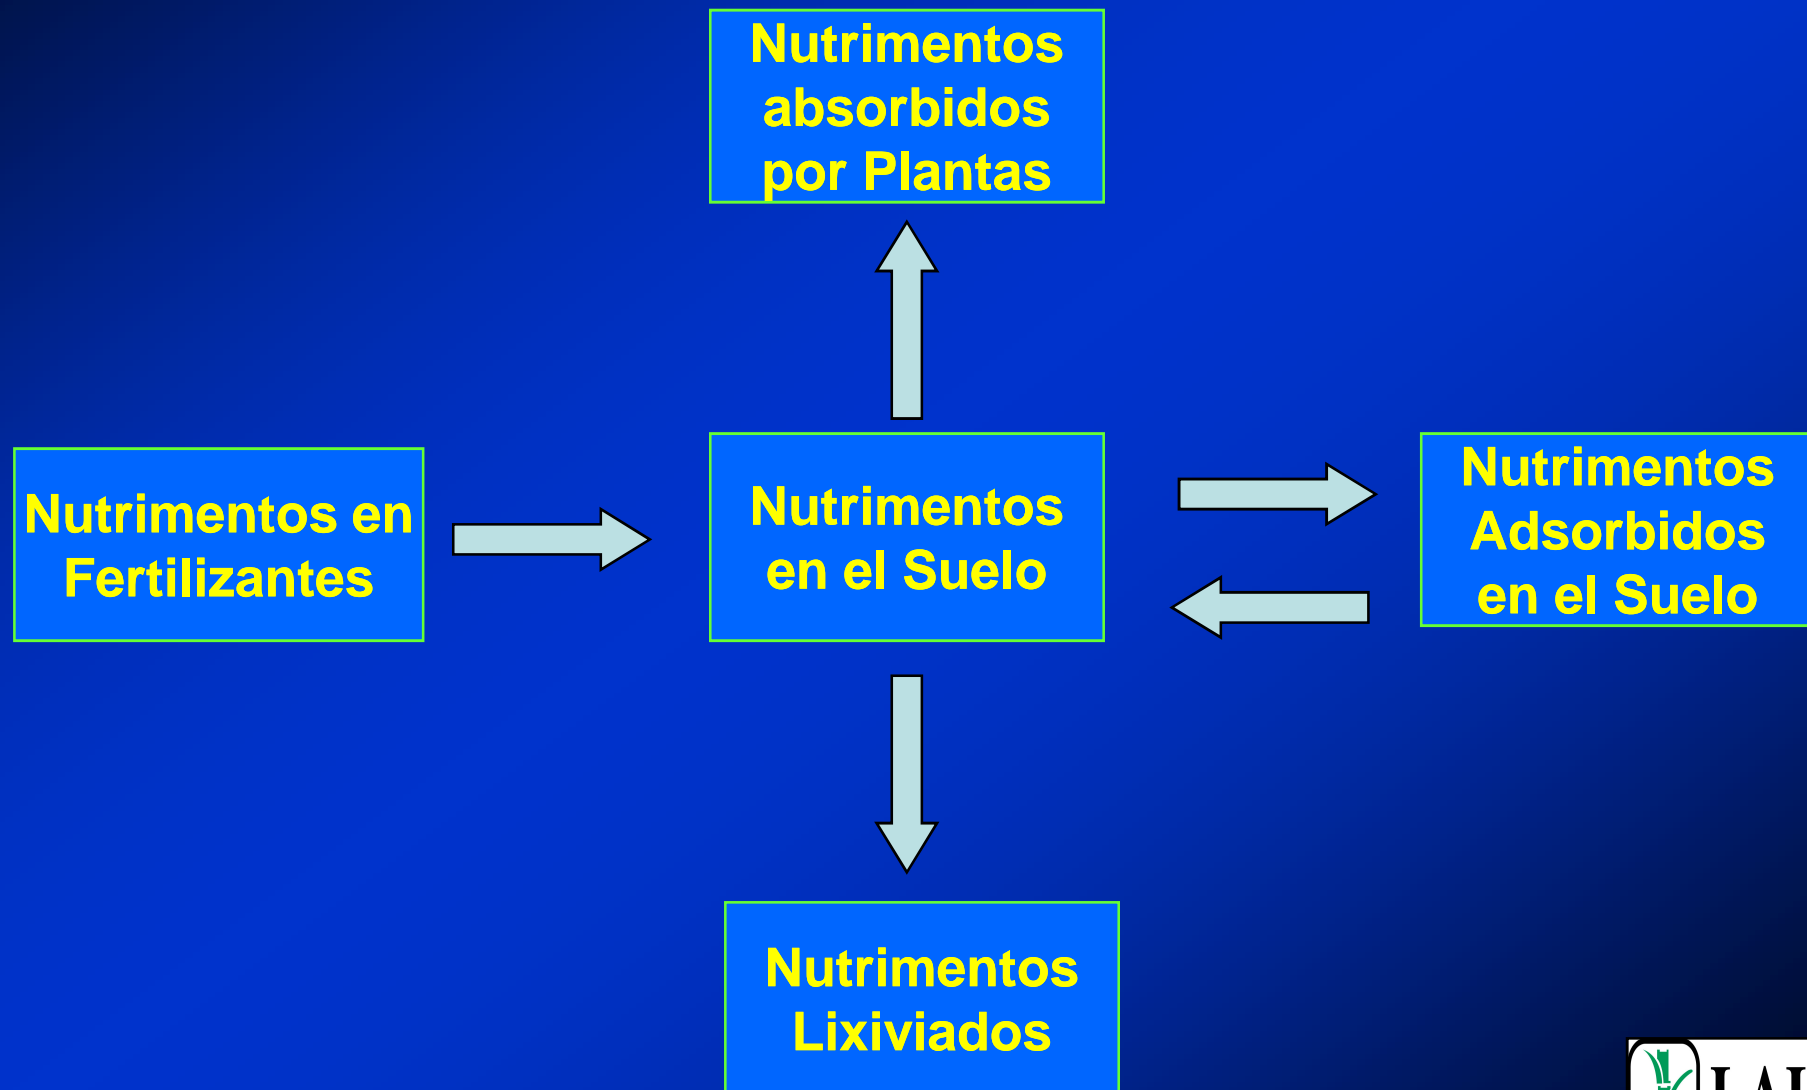 Nutrimentos
absorbidos
por Plantas
Nutrimentos en
Fertilizantes
Nutrimentos
en el Suelo
Nutrimentos
Adsorbidos
en el Suelo
Nutrimentos
Lixiviados